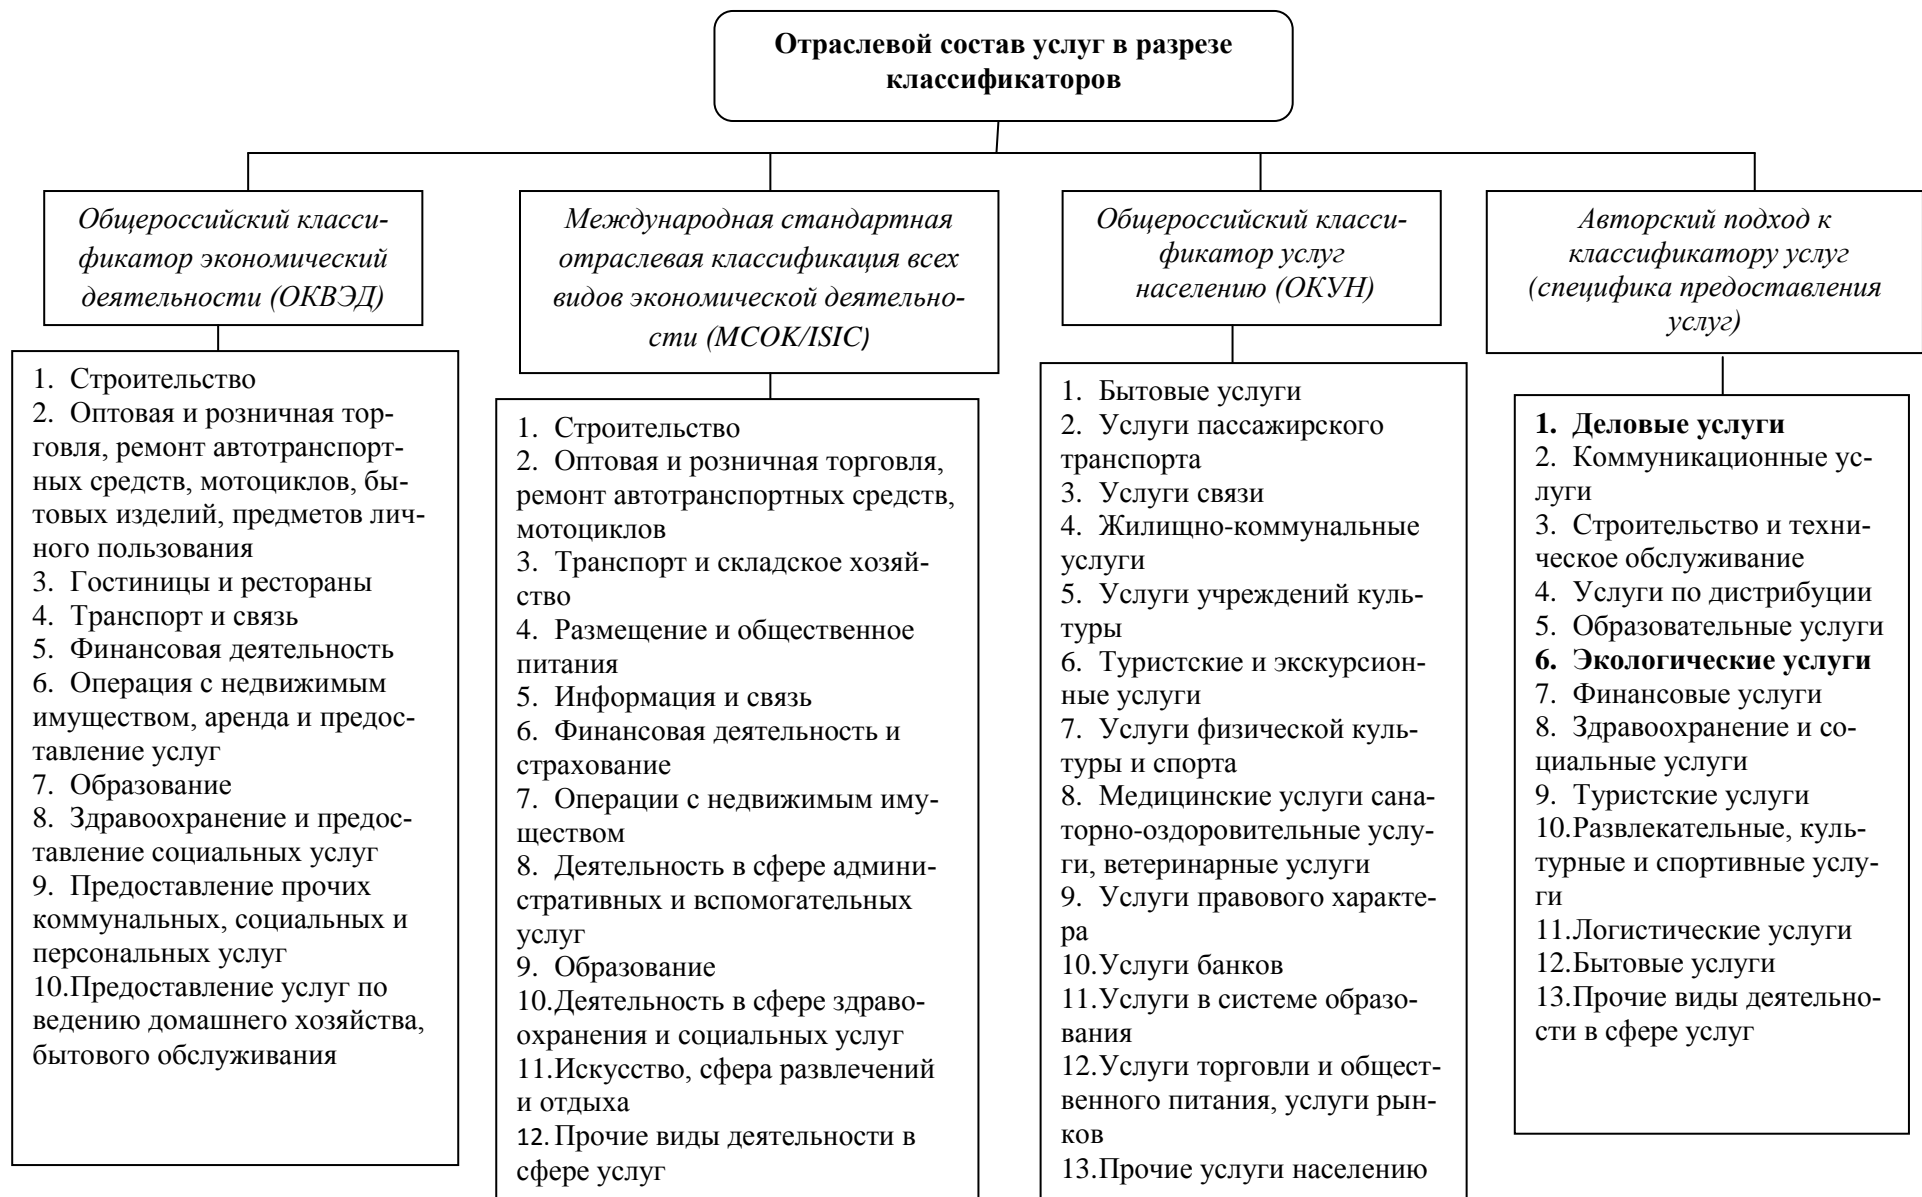 Отраслевой состав услуг в разрезе
классификаторов
Общероссийский класси-
фикатор экономический
деятельности (ОКВЭД)
1. Строительство
2. Оптовая и розничная тор-
говля, ремонт автотранспорт-
ных средств, мотоциклов, бы-
товых изделий, предметов лич-
ного пользования
3. Гостиницы и рестораны
4. Транспорт и связь
5. Финансовая деятельность
6. Операция с недвижимым
имуществом, аренда и предос-
тавление услуг
7. Образование
8. Здравоохранение и предос-
тавление социальных услуг
9. Предоставление прочих
коммунальных, социальных и
персональных услуг
10.Предоставление услуг по
ведению домашнего хозяйства,
бытового обслуживания
Международная стандартная
отраслевая классификация всех
видов экономической деятельно-
сти (МСОК/ISIC)
1. Строительство
2. Оптовая и розничная торговля,
ремонт автотранспортных средств,
мотоциклов
3. Транспорт и складское хозяй-
ство
4. Размещение и общественное
питания
5. Информация и связь
6. Финансовая деятельность и
страхование
7. Операции с недвижимым иму-
ществом
8. Деятельность в сфере админи-
стративных и вспомогательных
услуг
9. Образование
10.Деятельность в сфере здраво-
охранения и социальных услуг
11.Искусство, сфера развлечений
и отдыха
12. Прочие виды деятельности в
сфере услуг
Общероссийский класси-
фикатор услуг
населению (ОКУН)
1. Бытовые услуги
2. Услуги пассажирского
транспорта
3. Услуги связи
4. Жилищно-коммунальные
услуги
5. Услуги учреждений куль-
туры
6. Туристские и экскурсион-
ные услуги
7. Услуги физической куль-
туры и спорта
8. Медицинские услуги сана-
торно-оздоровительные услу-
ги, ветеринарные услуги
9. Услуги правового характе-
ра
10.Услуги банков
11.Услуги в системе образо-
вания
12.Услуги торговли и общест-
венного питания, услуги рын-
ков
13.Прочие услуги населению
Авторский подход к
классификатору услуг
(специфика предоставления
услуг)
1. Деловые услуги
2. Коммуникационные ус-
луги
3. Строительство и техни-
ческое обслуживание
4. Услуги по дистрибуции
5. Образовательные услуги
6. Экологические услуги
7. Финансовые услуги
8. Здравоохранение и со-
циальные услуги
9. Туристские услуги
10.Развлекательные, куль-
турные и спортивные услу-
ги
11.Логистические услуги
12.Бытовые услуги
13.Прочие виды деятельно-
сти в сфере услуг